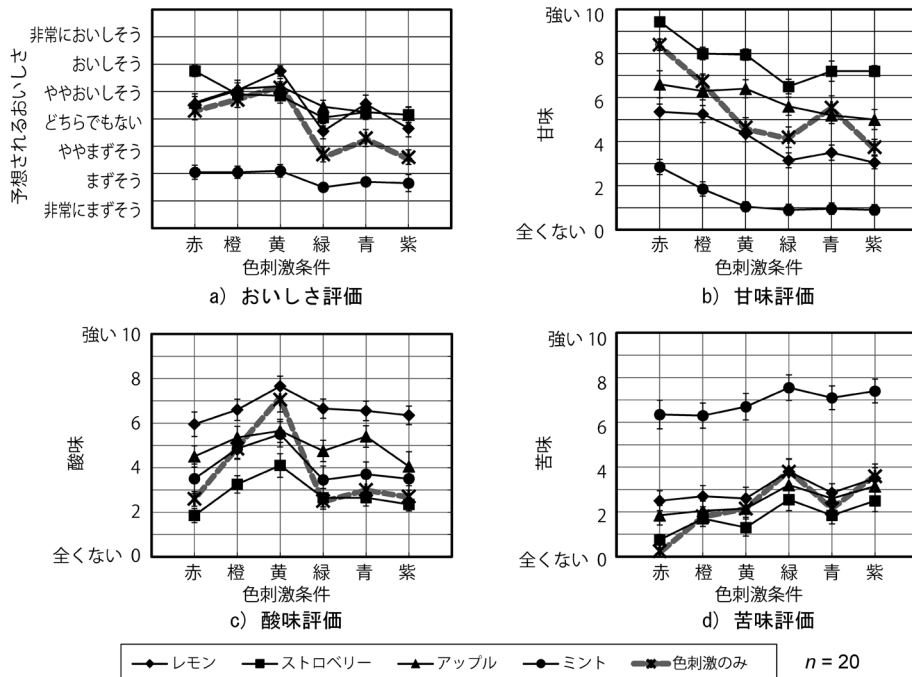 予想されるおいしさ
非常においしそう
おいしそう
ややおいしそう
どちらでもない
ややまずそう
まずそう
非常にまずそう
赤 橙 黄 緑 青 紫
色刺激条件
a) おいしさ評価
甘味
強い 10
8
6
4
2
全くない 0
赤 橙 黄 緑 青 紫
色刺激条件
b) 甘味評価
酸味
強い 10
8
6
4
2
全くない 0
赤 橙 黄 緑 青 紫
色刺激条件
c) 酸味評価
苦味
強い 10
8
6
4
2
全くない 0
赤 橙 黄 緑 青 紫
色刺激条件
d) 苦味評価
レモン ストロベリー アップル ミント 色刺激のみ n = 20